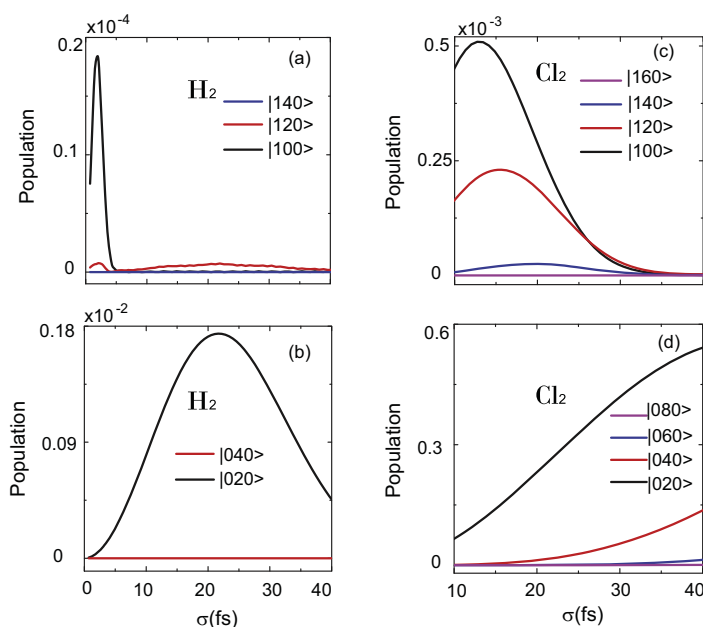 x10⁻⁴
0.2
(a)
H₂
|140>
|120>
|100>
0.1
0
Population
x10⁻³
0.5
(c)
Cl₂
|160>
|140>
|120>
|100>
0.25
0
Population
x10⁻²
0.18
(b)
H₂
0.09
|040>
|020>
0
Population
0 10 20 30 40
σ(fs)
0.6
(d)
Cl₂
|080>
|060>
|040>
|020>
0.3
0
Population
10 20 30 40
σ(fs)